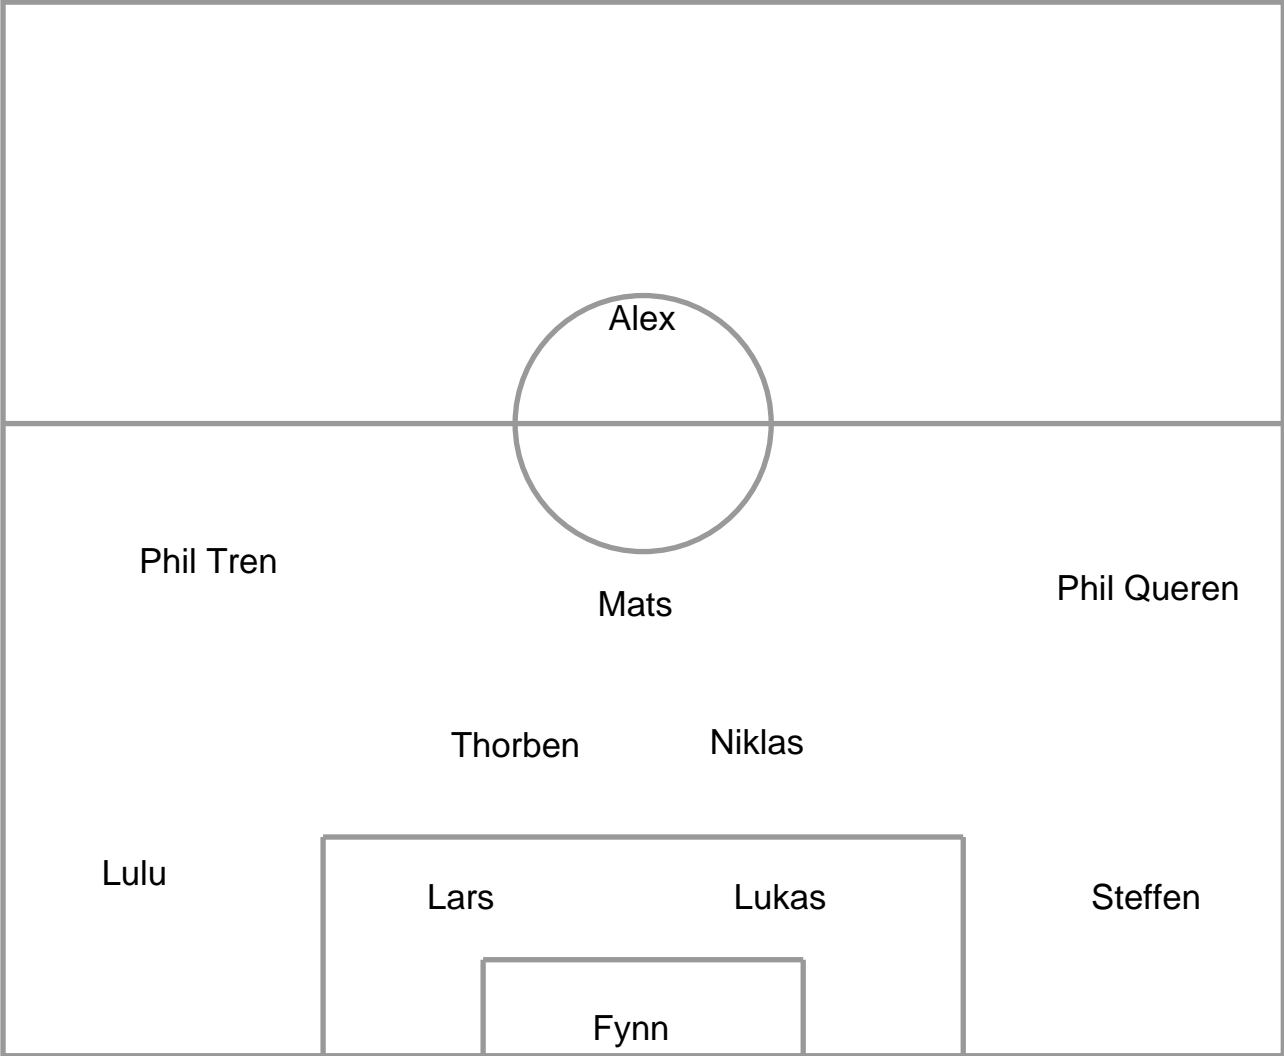 Alex
Phil Tren
Phil Queren
Mats
Thorben
Niklas
Lulu
Lars
Lukas
Steffen
Fynn